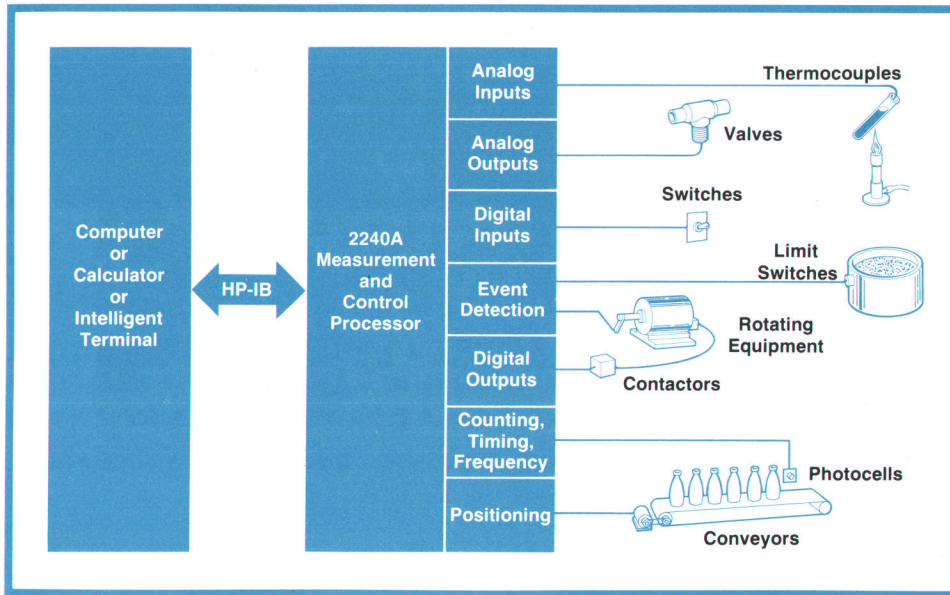 Computer
or
Calculator
or
Intelligent
Terminal
HP-IB
2240A
Measurement
and
Control
Processor
Analog
Inputs
Analog
Outputs
Digital
Inputs
Event
Detection
Digital
Outputs
Counting,
Timing,
Frequency
Positioning
Thermocouples
Valves
Switches
Limit
Switches
Rotating
Equipment
Contactors
Photocells
Conveyors